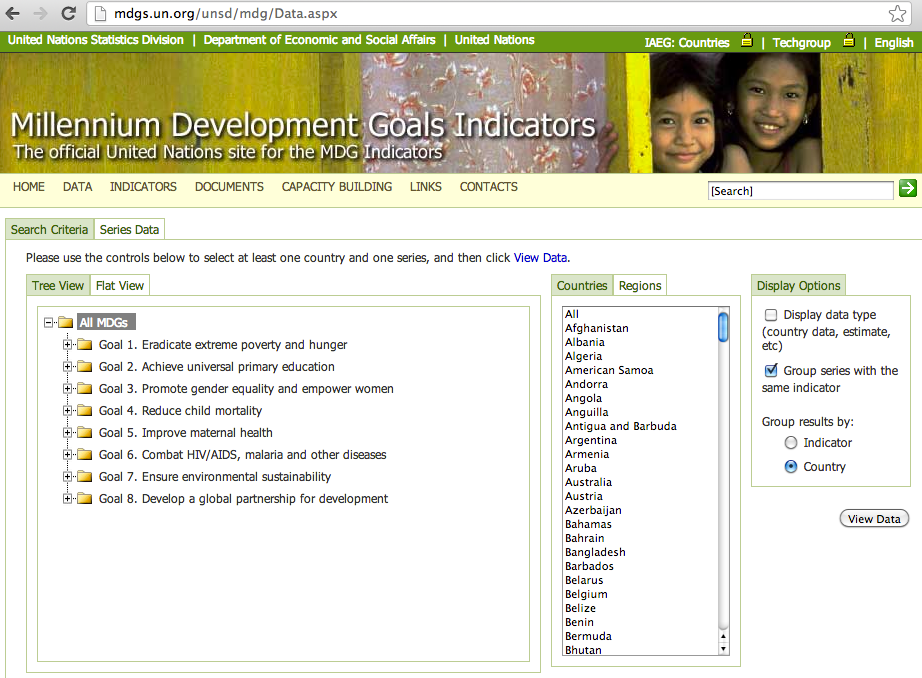 mdgs.un.org/unsd/mdg/Data.aspx
United Nations Statistics Division | Department of Economic and Social Affairs | United Nations
IAEG: Countries | Techgroup | English
Millennium Development Goals Indicators
The official United Nations site for the MDG Indicators
HOME DATA INDICATORS DOCUMENTS CAPACITY BUILDING LINKS CONTACTS
[Search]
Search Criteria Series Data
Please use the controls below to select at least one country and one series, and then click View Data.
Tree View Flat View
All MDGs
Goal 1. Eradicate extreme poverty and hunger
Goal 2. Achieve universal primary education
Goal 3. Promote gender equality and empower women
Goal 4. Reduce child mortality
Goal 5. Improve maternal health
Goal 6. Combat HIV/AIDS, malaria and other diseases
Goal 7. Ensure environmental sustainability
Goal 8. Develop a global partnership for development
Countries Regions
All
Afghanistan
Albania
Algeria
American Samoa
Andorra
Angola
Anguilla
Antigua and Barbuda
Argentina
Armenia
Aruba
Australia
Austria
Azerbaijan
Bahamas
Bahrain
Bangladesh
Barbados
Belarus
Belgium
Belize
Benin
Bermuda
Bhutan
Display Options
Display data type
(country data, estimate,
etc)
Group series with the
same indicator
Group results by:
Indicator
Country
View Data